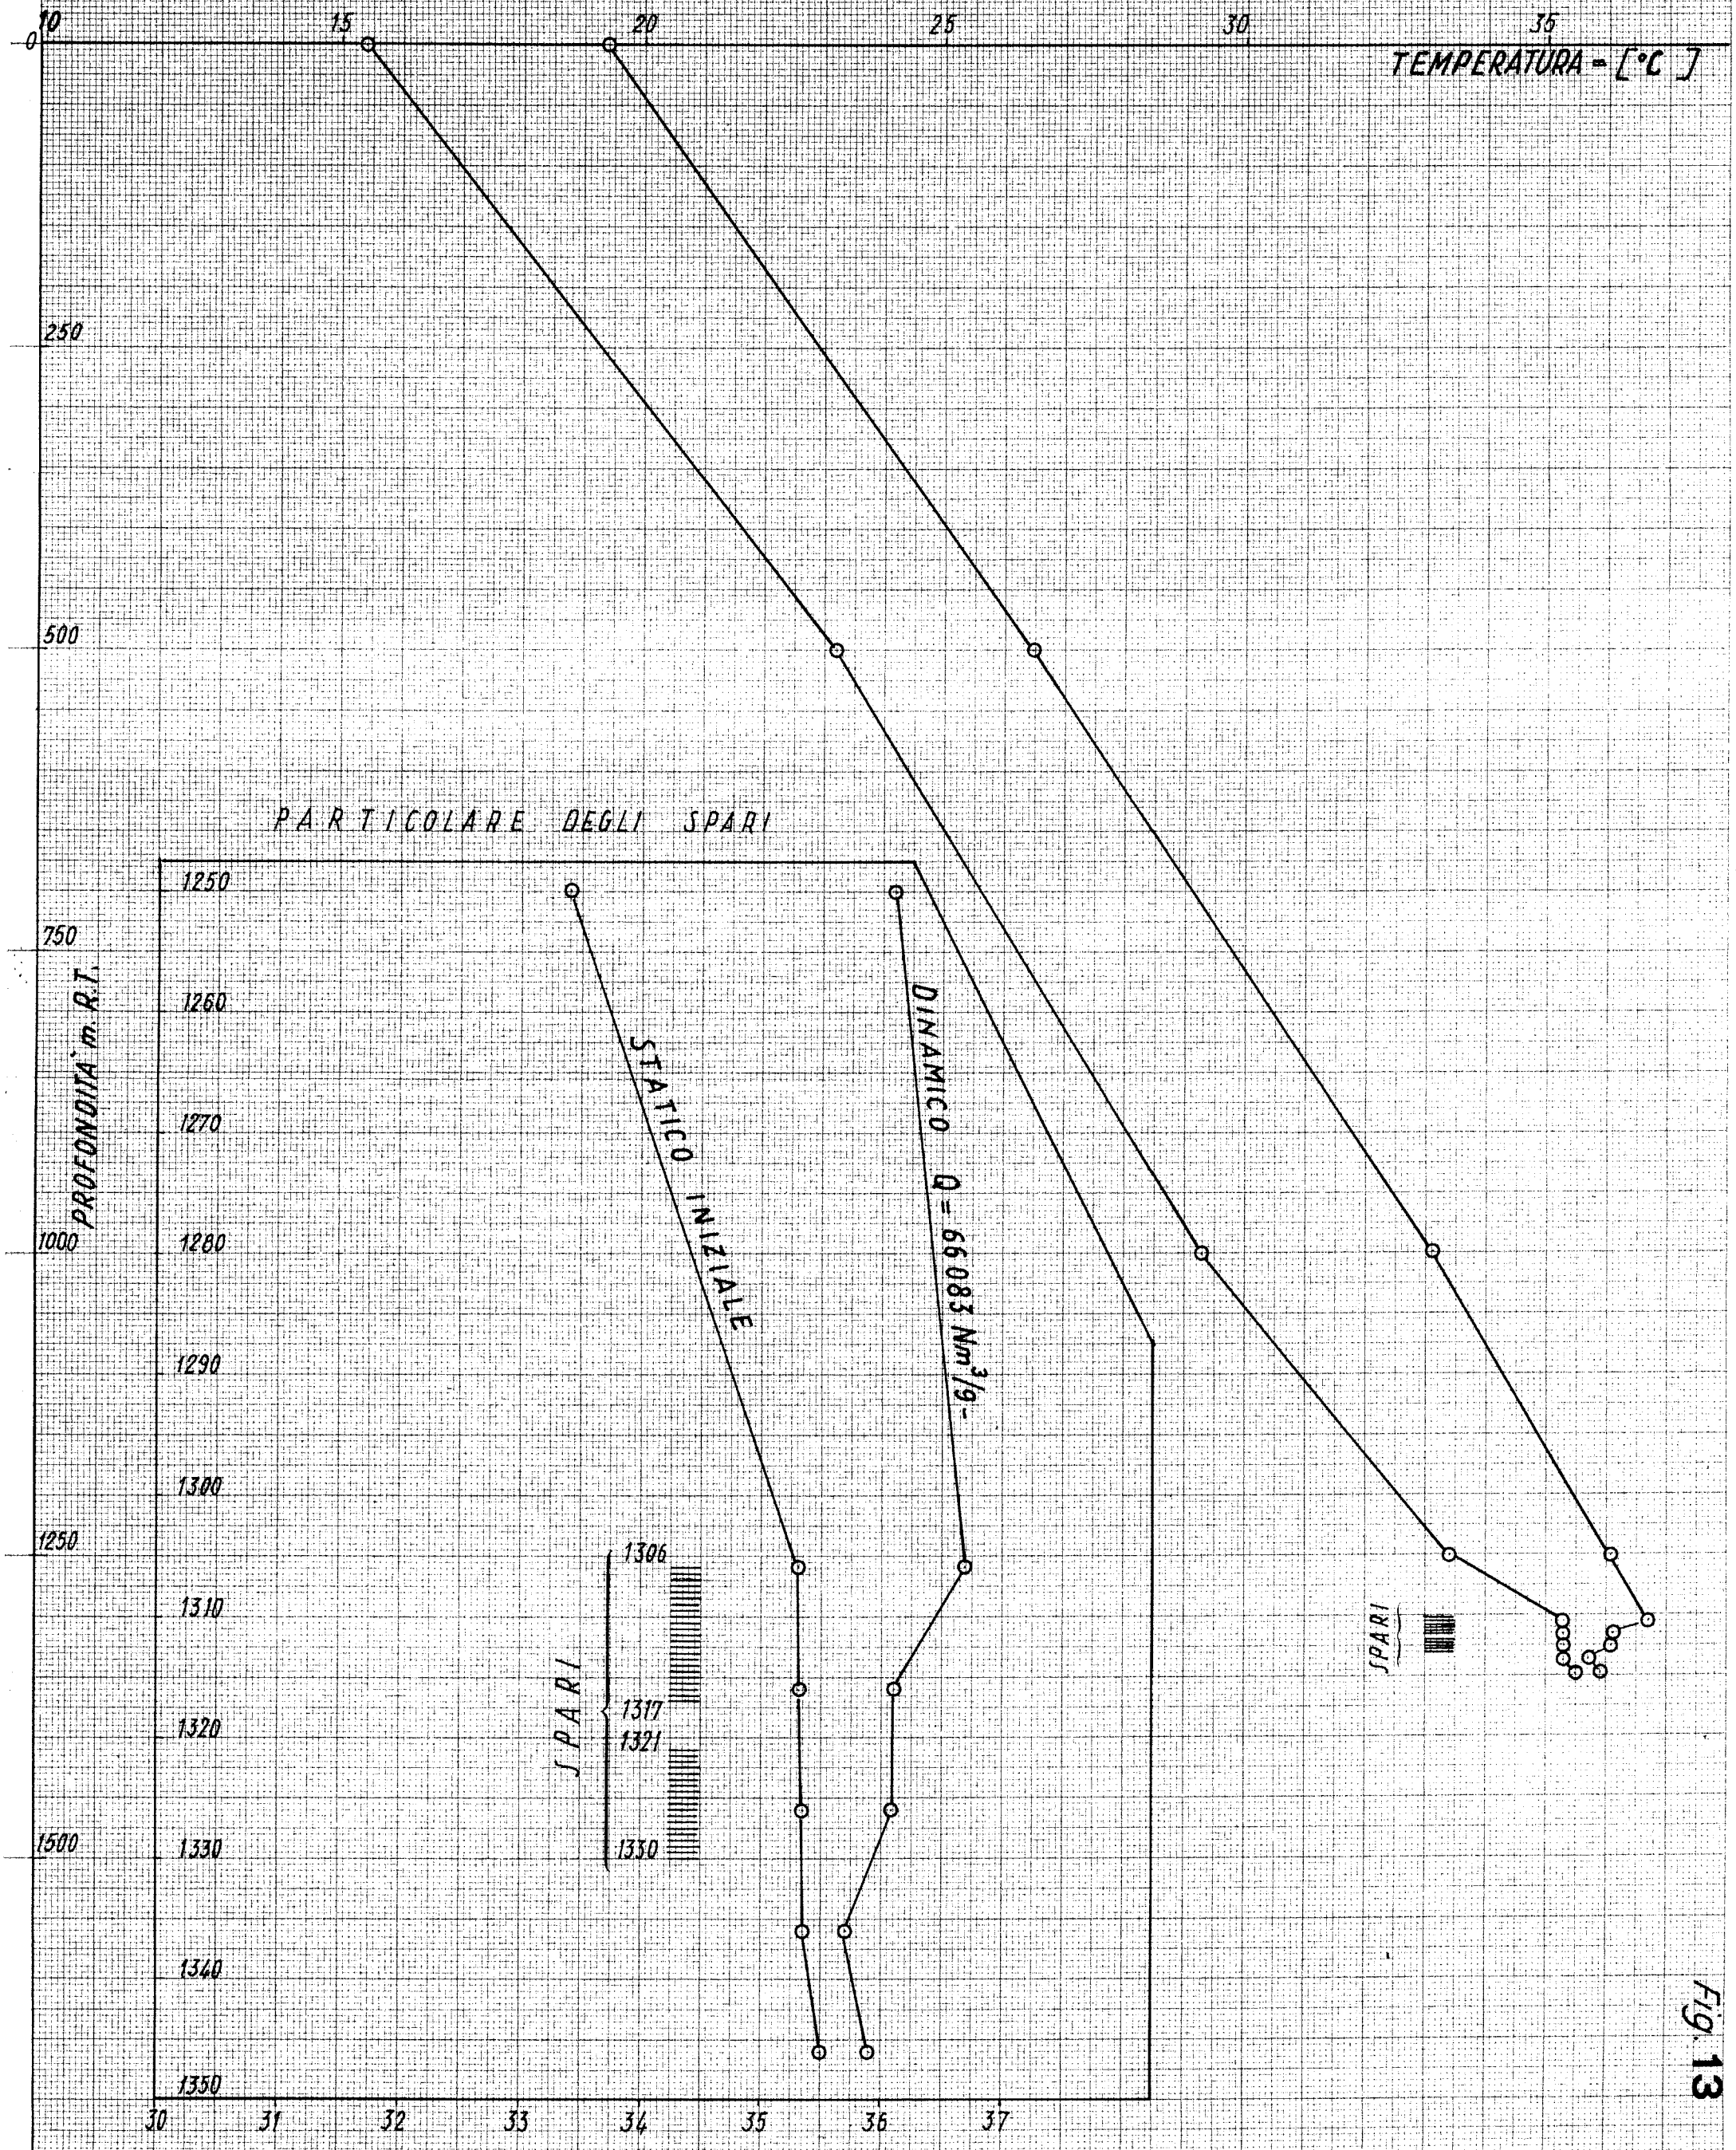 10 15 20 25 30 35
0
TEMPERATURA = [°C ]
250
500
750
1000
1250
1500
PROFONDITA' m. R.T.
PARTICOLARE DEGLI SPARI
1250
1260
1270
1280
1290
1300
1310
1320
1330
1340
1350
30 31 32 33 34 35 36 37
STATICO INIZIALE
DINAMICO Q = 66083 Nm³/g-
SPARI
1306
1317
1321
1330
SPARI
Fig. 13